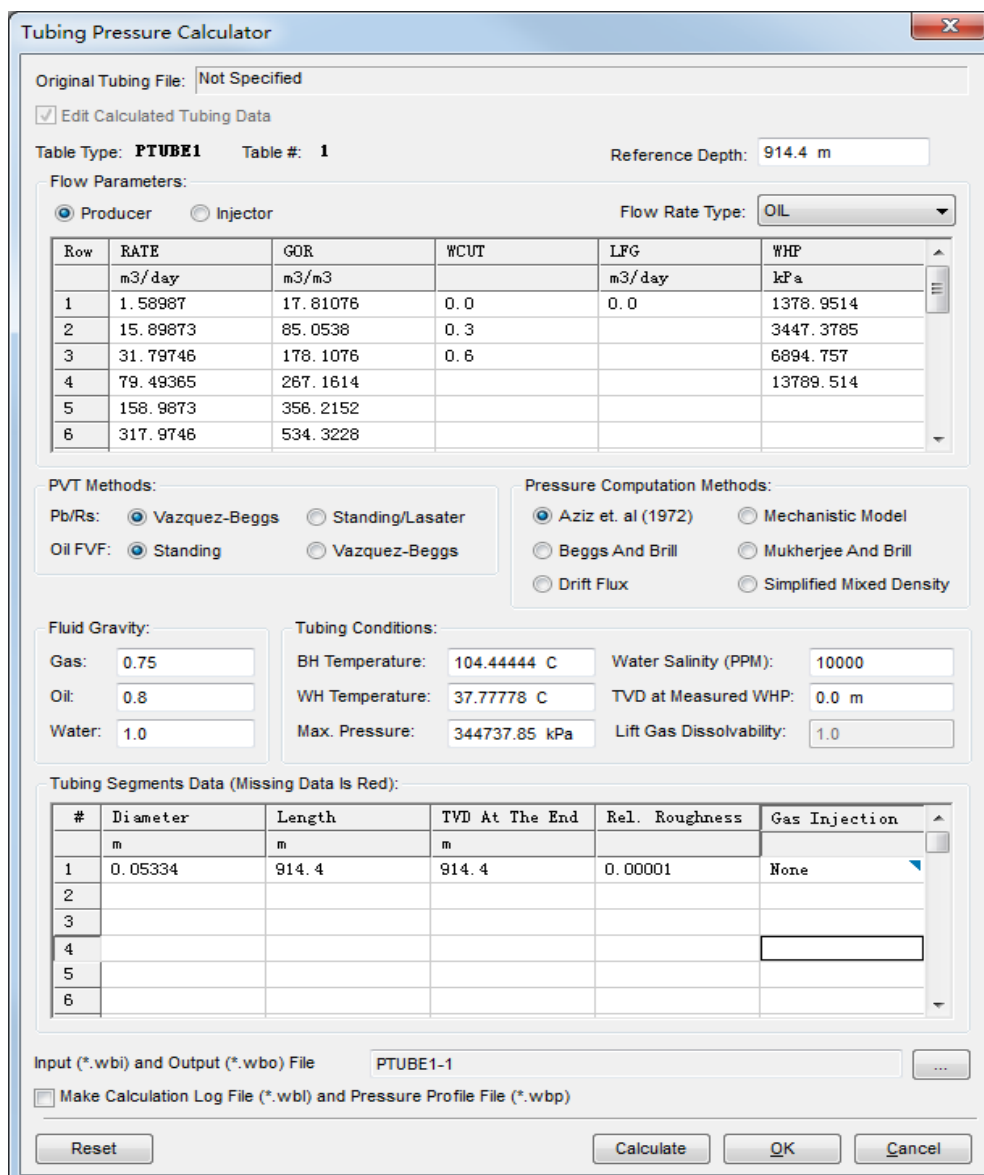 Tubing Pressure Calculator
Original Tubing File: Not Specified
Edit Calculated Tubing Data
Table Type: PTUBE1 Table #: 1 Reference Depth: 914.4 m
Flow Parameters:
Producer Injector Flow Rate Type: OIL
Row RATE GOR WCUT LFG WHP
m3/day m3/m3 m3/day kPa
1 1.58987 17.81076 0.0 0.0 1378.9514
2 15.89873 85.0538 0.3 3447.3785
3 31.79746 178.1076 0.6 6894.757
4 79.49365 267.1614 13789.514
5 158.9873 356.2152
6 317.9746 534.3228
PVT Methods: Pressure Computation Methods:
Pb/Rs: Vazquez-Beggs Standing/Lasater Aziz et. al (1972) Mechanistic Model
Oil FVF: Standing Vazquez-Beggs Beggs And Brill Mukherjee And Brill
Drift Flux Simplified Mixed Density
Fluid Gravity: Tubing Conditions:
Gas: 0.75 BH Temperature: 104.44444 C Water Salinity (PPM): 10000
Oil: 0.8 WH Temperature: 37.77778 C TVD at Measured WHP: 0.0 m
Water: 1.0 Max. Pressure: 344737.85 kPa Lift Gas Dissolvability: 1.0
Tubing Segments Data (Missing Data Is Red):
# Diameter Length TVD At The End Rel. Roughness Gas Injection
m m m
1 0.05334 914.4 914.4 0.00001 None
2
3
4
5
6
Input (*.wbi) and Output (*.wbo) File PTUBE1-1 ...
Make Calculation Log File (*.wbl) and Pressure Profile File (*.wbp)
Reset Calculate OK Cancel